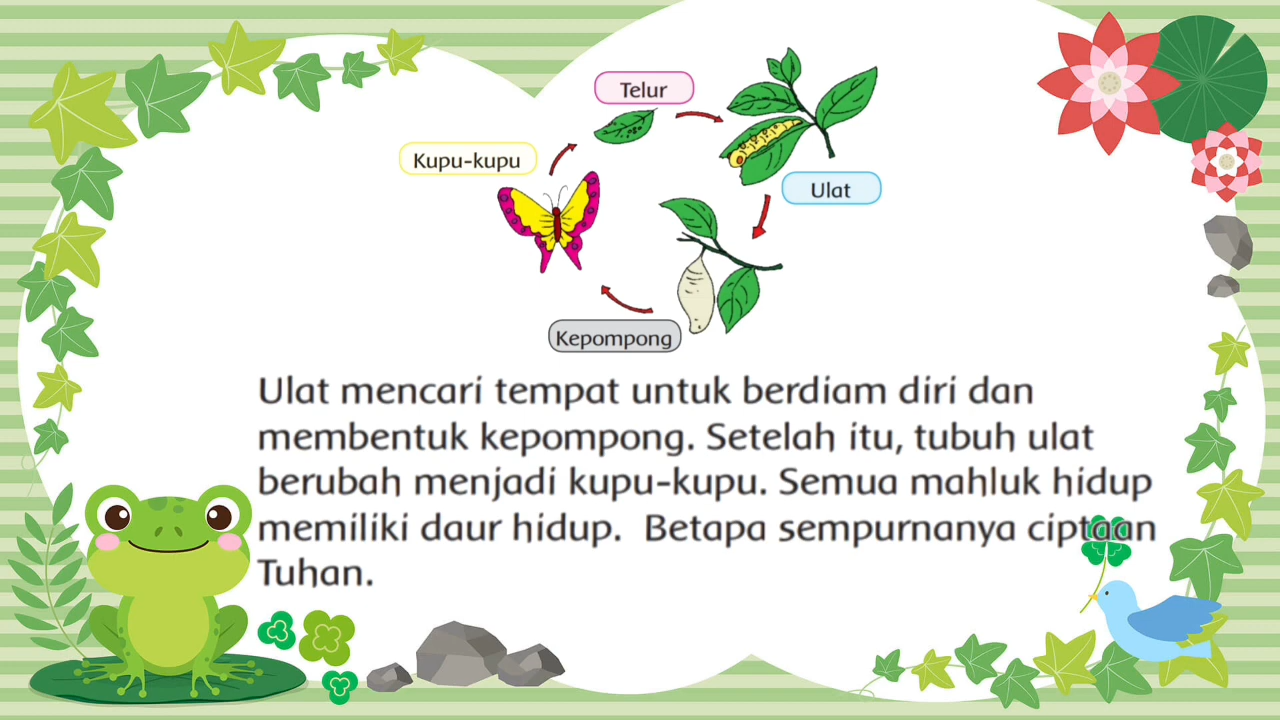 Telur
Kupu-kupu
Ulat
Kepompong
Ulat mencari tempat untuk berdiam diri dan
membentuk kepompong. Setelah itu, tubuh ulat
berubah menjadi kupu-kupu. Semua mahluk hidup
memiliki daur hidup.  Betapa sempurnanya ciptaan
Tuhan.